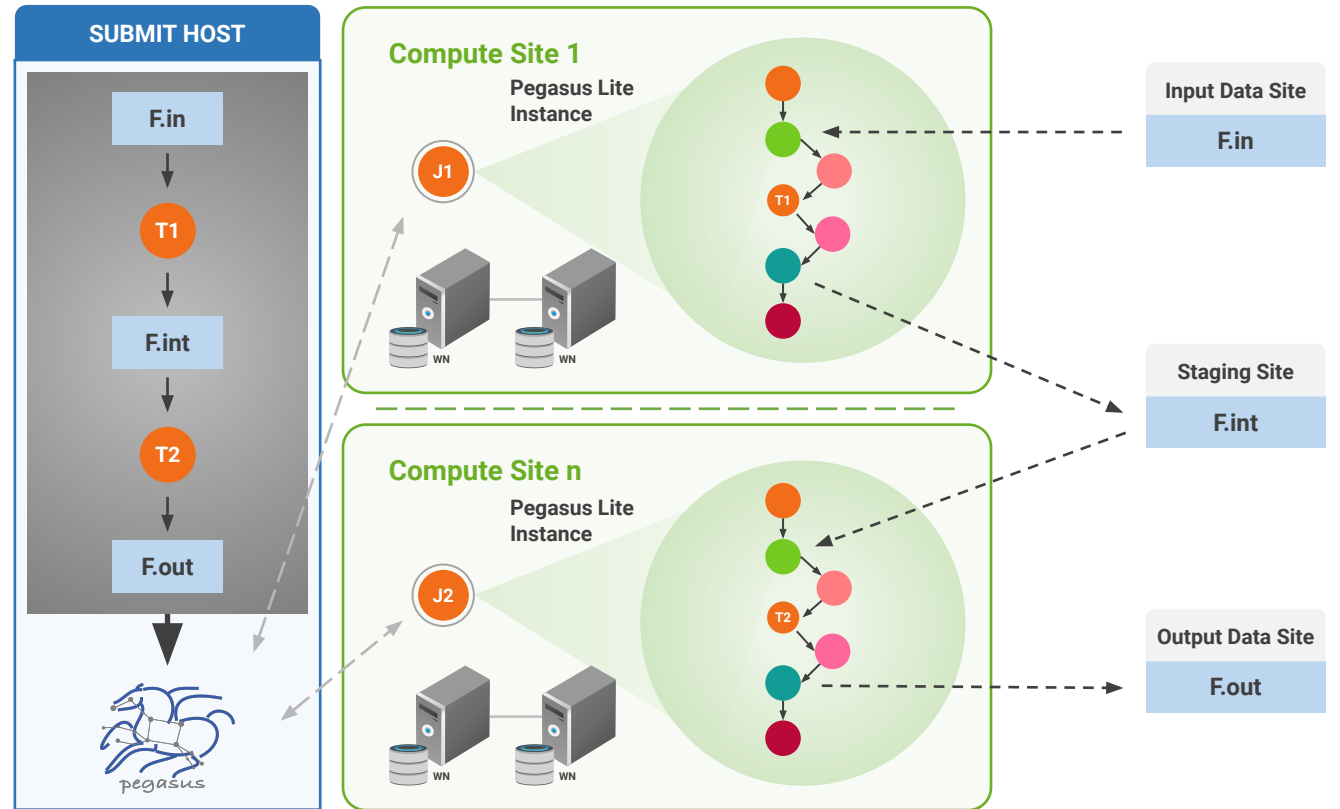 SUBMIT HOST
F.in
T1
F.int
T2
F.out
pegasus
Compute Site 1
Pegasus Lite
Instance
J1
T1
WN
WN
Compute Site n
Pegasus Lite
Instance
J2
T2
WN
WN
Input Data Site
F.in
Staging Site
F.int
Output Data Site
F.out